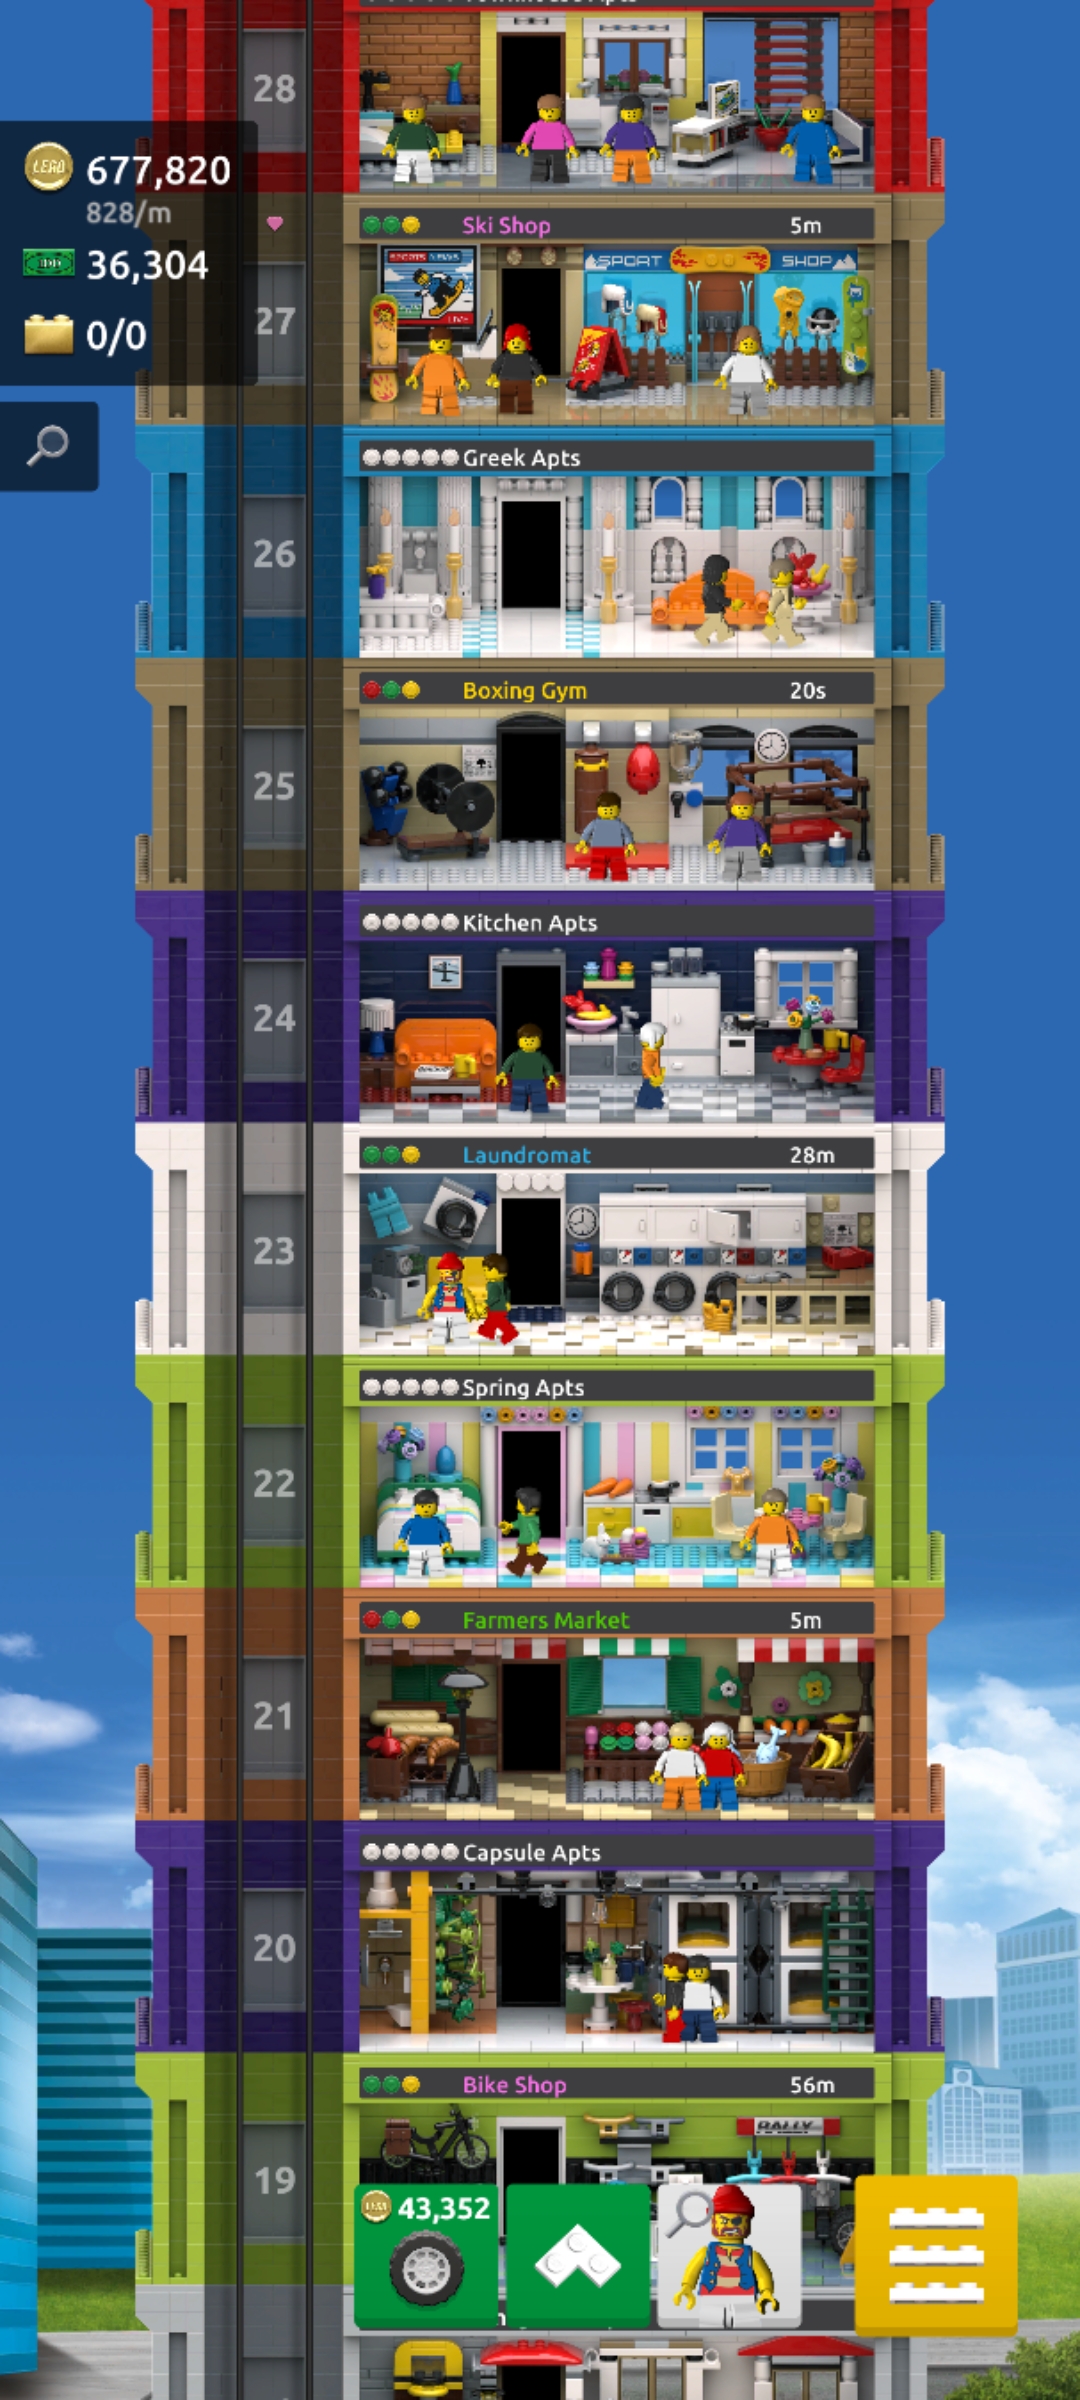 28
LEGO 677,820
828/m
36,304
0/0
Ski Shop 5m
SPORTS NEWS
LIVE
SPORT SHOP
27
Greek Apts
26
Boxing Gym 20s
25
Kitchen Apts
24
Laundromat 28m
23
Spring Apts
22
Farmers Market 5m
21
Capsule Apts
20
Bike Shop 56m
RALLY
19
43,352